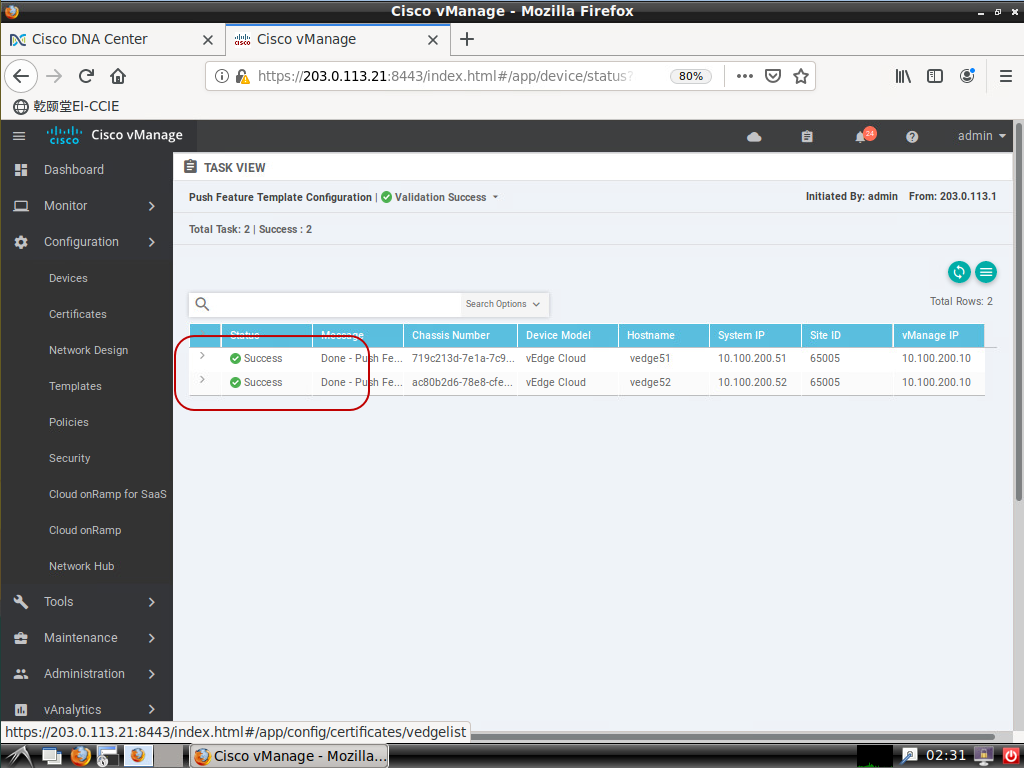 Cisco vManage - Mozilla Firefox
Cisco DNA Center
Cisco vManage
https://203.0.113.21:8443/index.html#/app/device/status?
80%
乾颐堂EI-CCIE
cisco Cisco vManage
24
admin
Dashboard
Monitor
Configuration
Devices
Certificates
Network Design
Templates
Policies
Security
Cloud onRamp for SaaS
Cloud onRamp
Network Hub
Tools
Maintenance
Administration
vAnalytics
TASK VIEW
Push Feature Template Configuration | Validation Success
Initiated By: admin From: 203.0.113.1
Total Task: 2 | Success : 2
Search Options
Total Rows: 2
Status Message Chassis Number Device Model Hostname System IP Site ID vManage IP
Success Done - Push Fe... 719c213d-7e1a-7c9... vEdge Cloud vedge51 10.100.200.51 65005 10.100.200.10
Success Done - Push Fe... ac80b2d6-78e8-cfe... vEdge Cloud vedge52 10.100.200.52 65005 10.100.200.10
https://203.0.113.21:8443/index.html#/app/config/certificates/vedgelist
Cisco vManage - Mozilla...
02:31